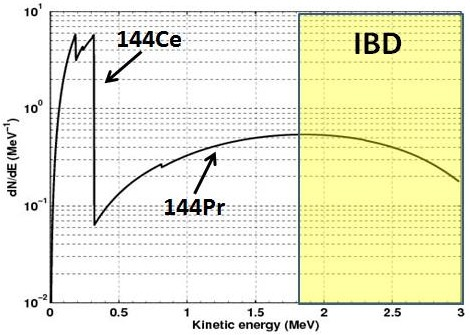 10¹
144Ce
IBD
10⁰
dN/dE (MeV⁻¹)
10⁻¹
144Pr
10⁻²
0 0.5 1 1.5 2 2.5 3
Kinetic energy (MeV)